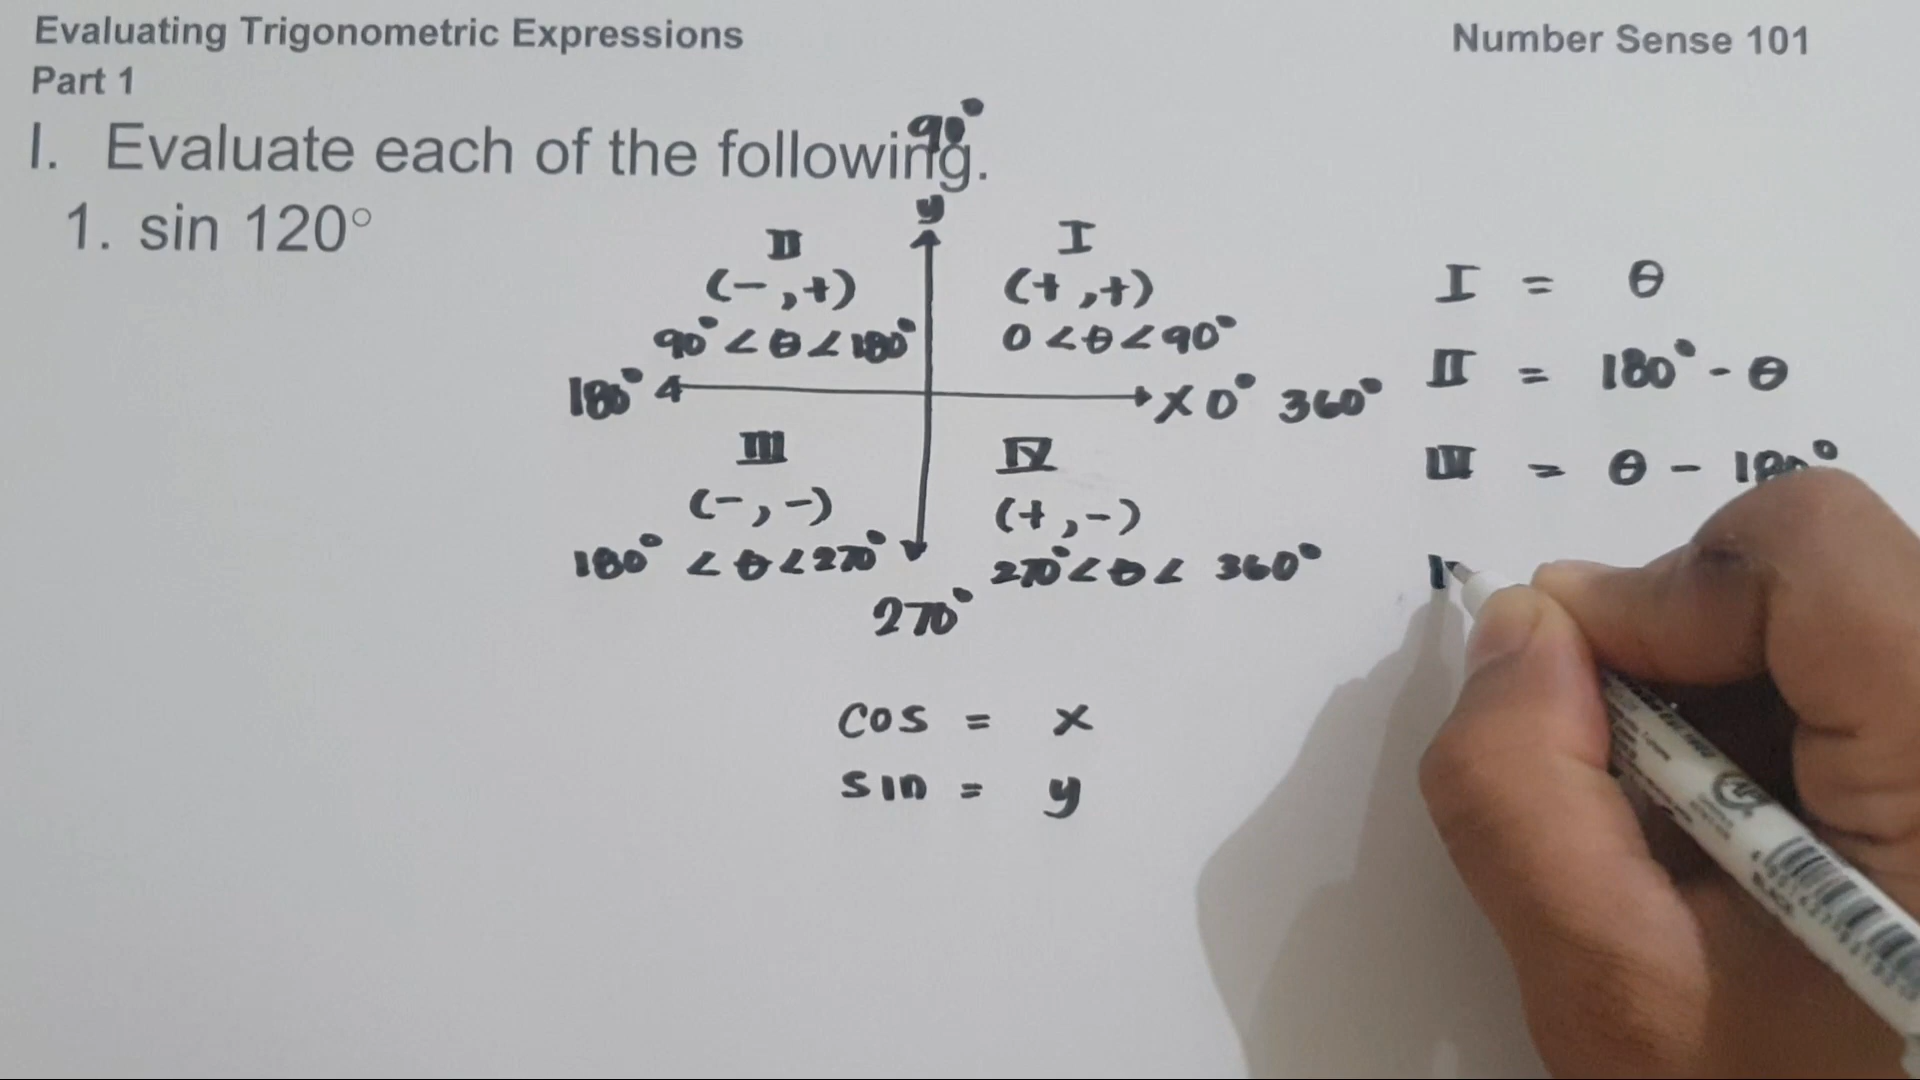 Evaluating Trigonometric Expressions
Number Sense 101
Part 1
I. Evaluate each of the following.
90°
1. sin 120°
y
II
I
(-,+)
(+,+)
90° < θ < 180°
0 < θ < 90°
180°
x 0° 360°
III
IV
(-,-)
(+,-)
180° < θ < 270°
270° < θ < 360°
270°
cos = x
sin = y
I = θ
II = 180° - θ
III = θ - 180°
I